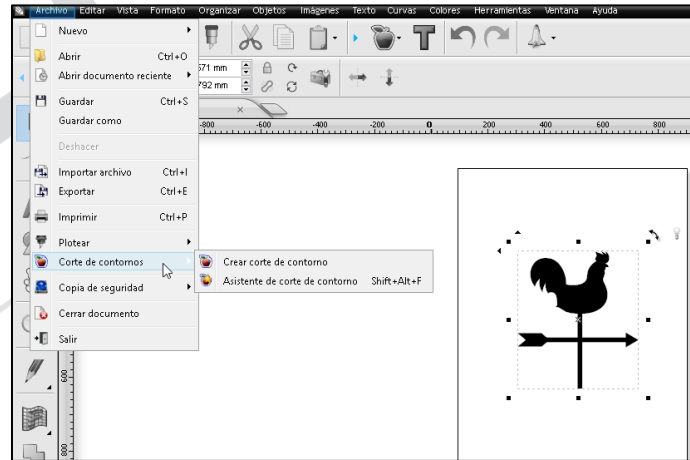 Archivo Editar Vista Formato Organizar Objetos Imágenes Texto Curvas Colores Herramientas Ventana Ayuda
Nuevo
Abrir Ctrl+O
Abrir documento reciente
Guardar Ctrl+S
Guardar como
Deshacer
Importar archivo Ctrl+I
Exportar Ctrl+E
Imprimir Ctrl+P
Plotear
Corte de contornos
Copia de seguridad
Cerrar documento
Salir
Crear corte de contorno
Asistente de corte de contorno Shift+Alt+F
571 mm
792 mm
-800 -600 -400 -200 0 200 400 600 800
600
800